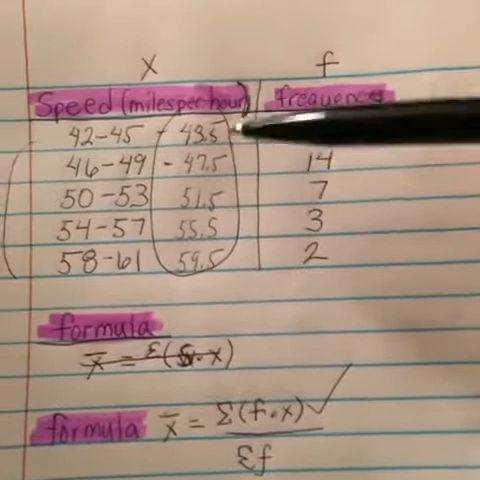 x f
Speed (miles per hour) frequency
42-45 - 43.5
46-49 - 47.5 14
50-53 51.5 7
54-57 55.5 3
58-61 59.5 2
formula
x̄ = Σ(f·x)
formula x̄ = Σ(f·x) ✓
Σf